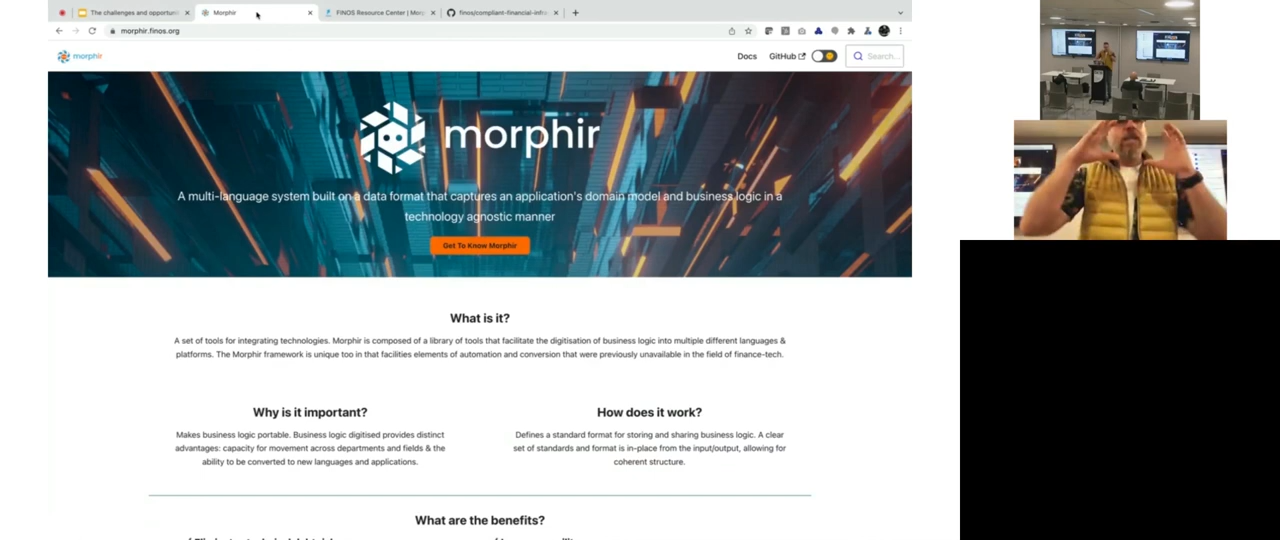 The challenges and opportun
Morphir
FINOS Resource Center | Mor
finos/compliant-financial-infr
morphir.finos.org
morphir
Docs
GitHub
Search...
morphir
A multi-language system built on a data format that captures an application's domain model and business logic in a
technology agnostic manner
Get To Know Morphir
What is it?
A set of tools for integrating technologies. Morphir is composed of a library of tools that facilitate the digitisation of business logic into multiple different languages &
platforms. The Morphir framework is unique too in that facilities elements of automation and conversion that were previously unavailable in the field of finance-tech.
Why is it important?
Makes business logic portable. Business logic digitised provides distinct
advantages: capacity for movement across departments and fields & the
ability to be converted to new languages and applications.
How does it work?
Defines a standard format for storing and sharing business logic. A clear
set of standards and format is in-place from the input/output, allowing for
coherent structure.
What are the benefits?